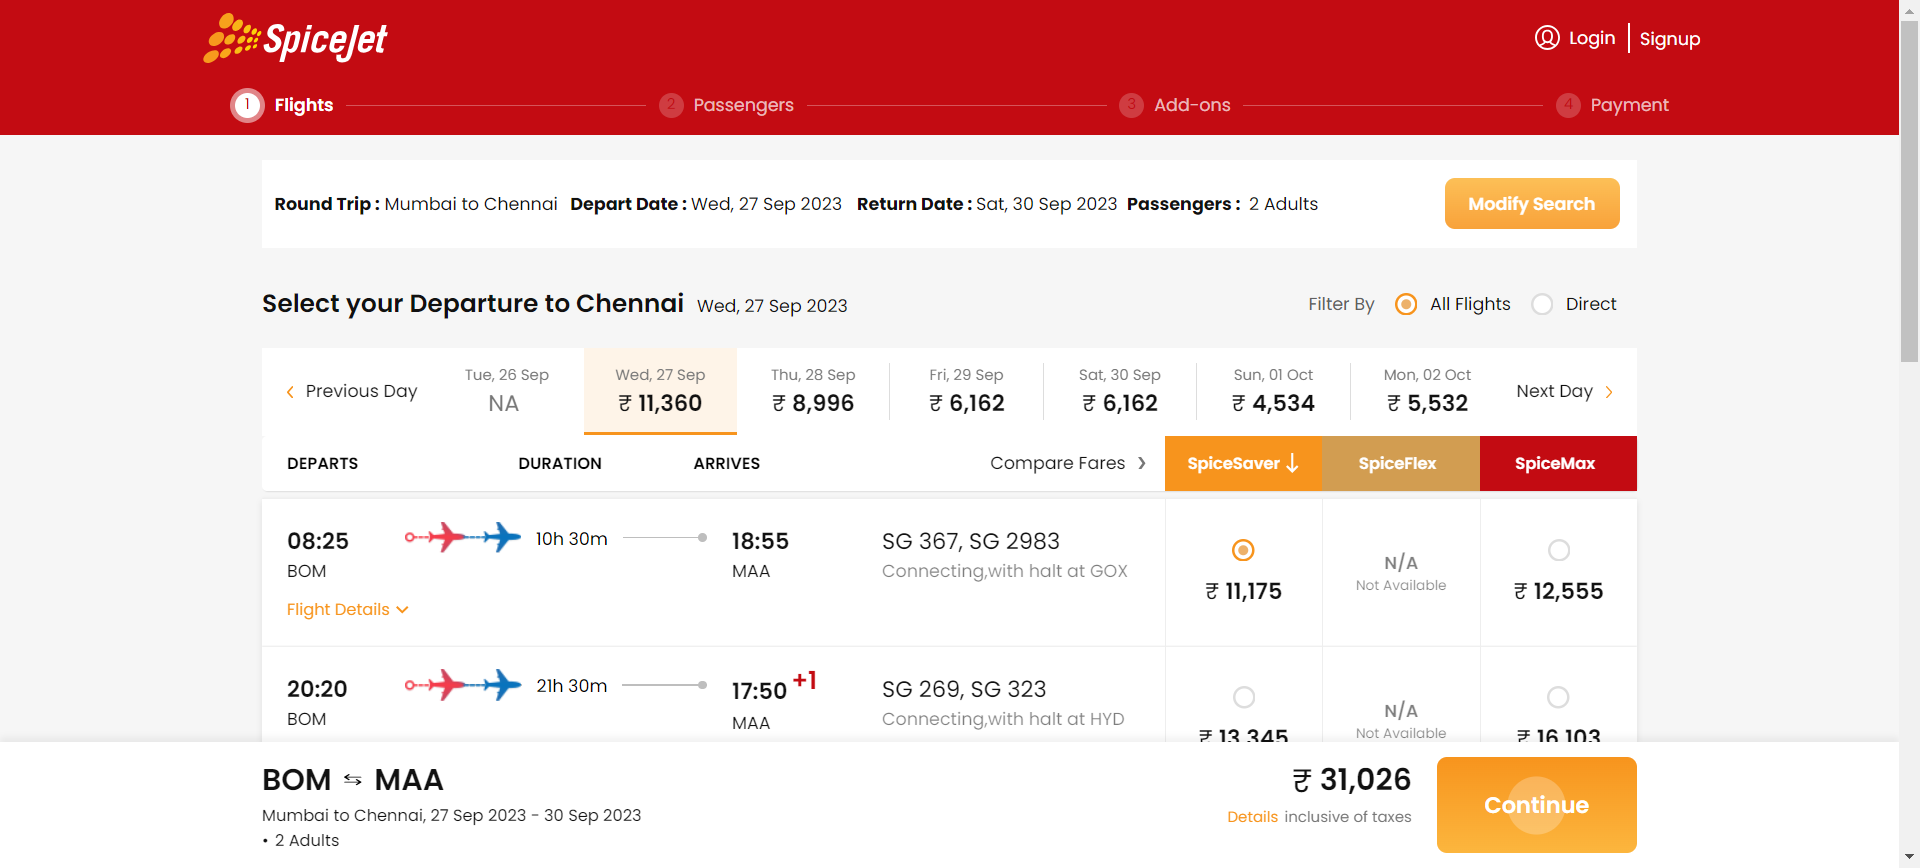 SpiceJet
Login
Signup
1 Flights
2 Passengers
3 Add-ons
4 Payment
Round Trip : Mumbai to Chennai Depart Date : Wed, 27 Sep 2023 Return Date : Sat, 30 Sep 2023 Passengers : 2 Adults
Modify Search
Select your Departure to Chennai Wed, 27 Sep 2023
Filter By All Flights Direct
Previous Day
Tue, 26 Sep
NA
Wed, 27 Sep
₹ 11,360
Thu, 28 Sep
₹ 8,996
Fri, 29 Sep
₹ 6,162
Sat, 30 Sep
₹ 6,162
Sun, 01 Oct
₹ 4,534
Mon, 02 Oct
₹ 5,532
Next Day
DEPARTS DURATION ARRIVES Compare Fares SpiceSaver SpiceFlex SpiceMax
08:25
BOM
Flight Details
10h 30m
18:55
MAA
SG 367, SG 2983
Connecting,with halt at GOX
₹ 11,175
N/A
Not Available
₹ 12,555
20:20
BOM
21h 30m
17:50 +1
MAA
SG 269, SG 323
Connecting,with halt at HYD
₹ 13,345
N/A
Not Available
₹ 16,103
BOM ⇆ MAA
Mumbai to Chennai, 27 Sep 2023 - 30 Sep 2023
• 2 Adults
₹ 31,026
Details inclusive of taxes
Continue